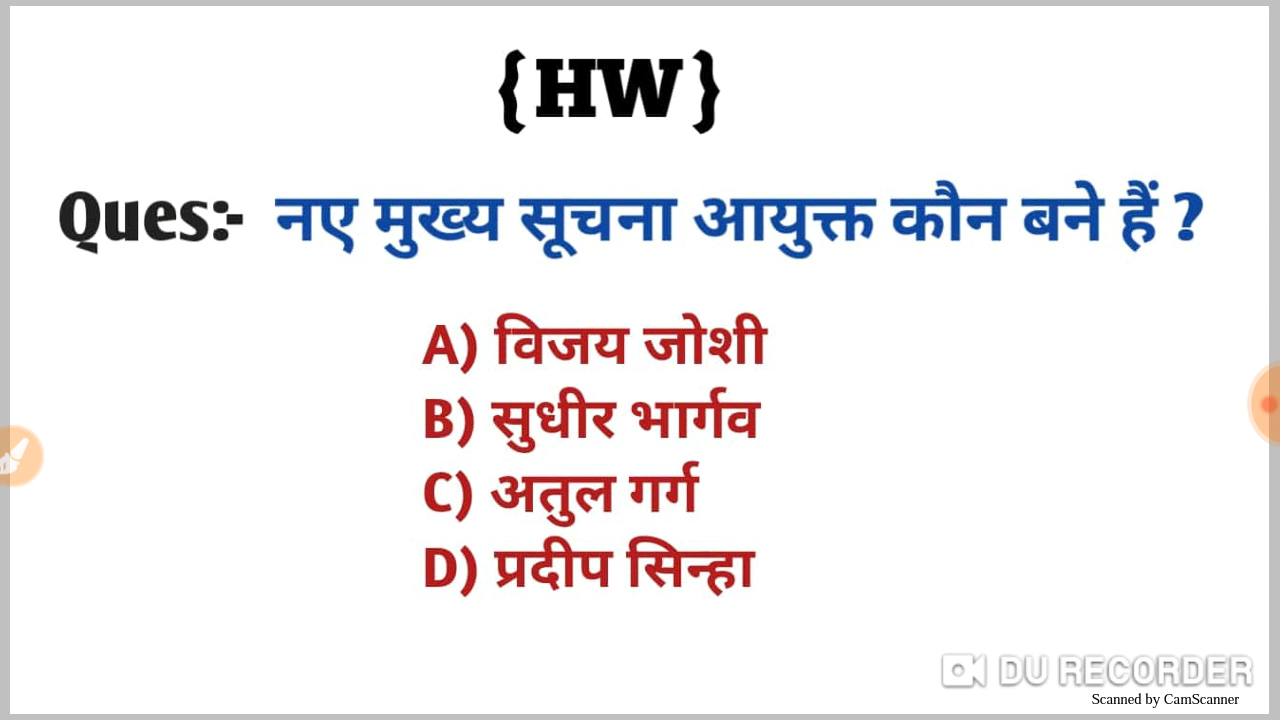 {HW}
Ques:- नए मुख्य सूचना आयुक्त कौन बने हैं ?
A) विजय जोशी
B) सुधीर भार्गव
C) अतुल गर्ग
D) प्रदीप सिन्हा
DU RECORDER
Scanned by CamScanner